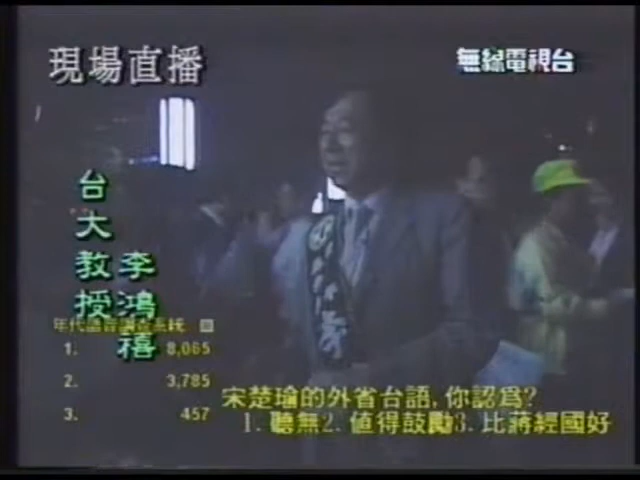 現場直播
無線電視台
台大教授
李鴻禧
年代語音調查系統
1. 8,065
2. 3,785
3. 457
宋楚瑜的外省台語,你認爲?
1. 聽無2. 值得鼓勵3. 比蔣經國好